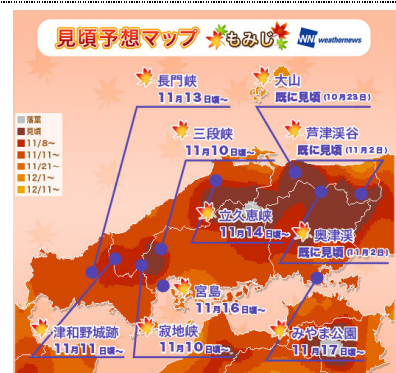 見頃予想マップ もみじ weathernews
長門峡
11月13日頃〜
大山
既に見頃(10月23日)
三段峡
11月10日頃〜
芦津渓谷
既に見頃(11月2日)
落葉
見頃
11/8〜
11/11〜
11/21〜
12/1〜
12/11〜
立久恵峡
11月14日頃〜
奥津渓
既に見頃(11月2日)
宮島
11月16日頃〜
津和野城跡
11月11日頃〜
寂地峡
11月10日頃〜
みやま公園
11月17日頃〜